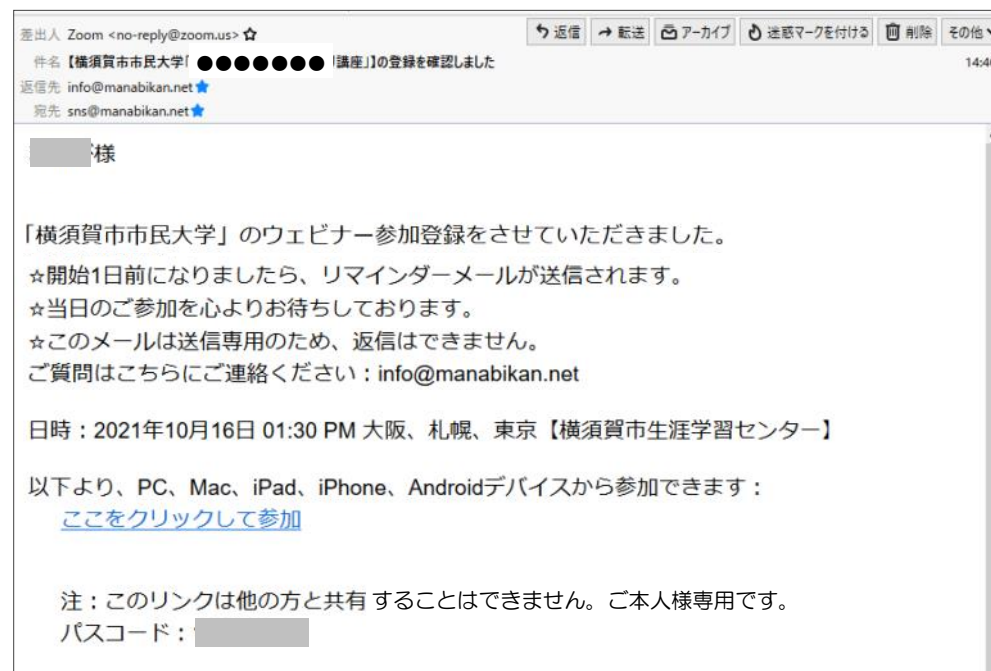 差出人 Zoom <no-reply@zoom.us>
返信 転送 アーカイブ 迷惑マークを付ける 削除 その他
件名 【横須賀市市民大学「●●●●●●●」講座」】の登録を確認しました
返信先 info@manabikan.net
宛先 sns@manabikan.net
様
「横須賀市市民大学」のウェビナー参加登録をさせていただきました。
☆開始1日前になりましたら、リマインダーメールが送信されます。
☆当日のご参加を心よりお待ちしております。
☆このメールは送信専用のため、返信はできません。
ご質問はこちらにご連絡ください：info@manabikan.net
日時：2021年10月16日 01:30 PM 大阪、札幌、東京【横須賀市生涯学習センター】
以下より、PC、Mac、iPad、iPhone、Androidデバイスから参加できます：
ここをクリックして参加
注：このリンクは他の方と共有 することはできません。ご本人様専用です。
パスコード：